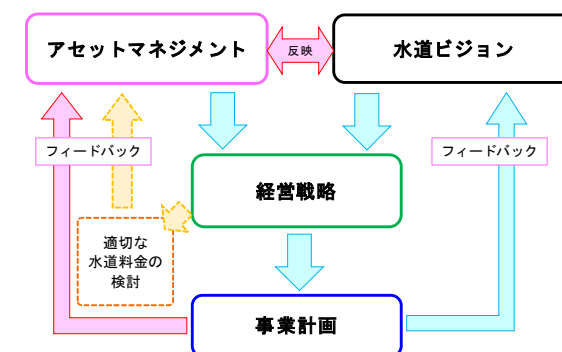 アセットマネジメント
反映
水道ビジョン
フィードバック
フィードバック
経営戦略
適切な
水道料金の
検討
事業計画